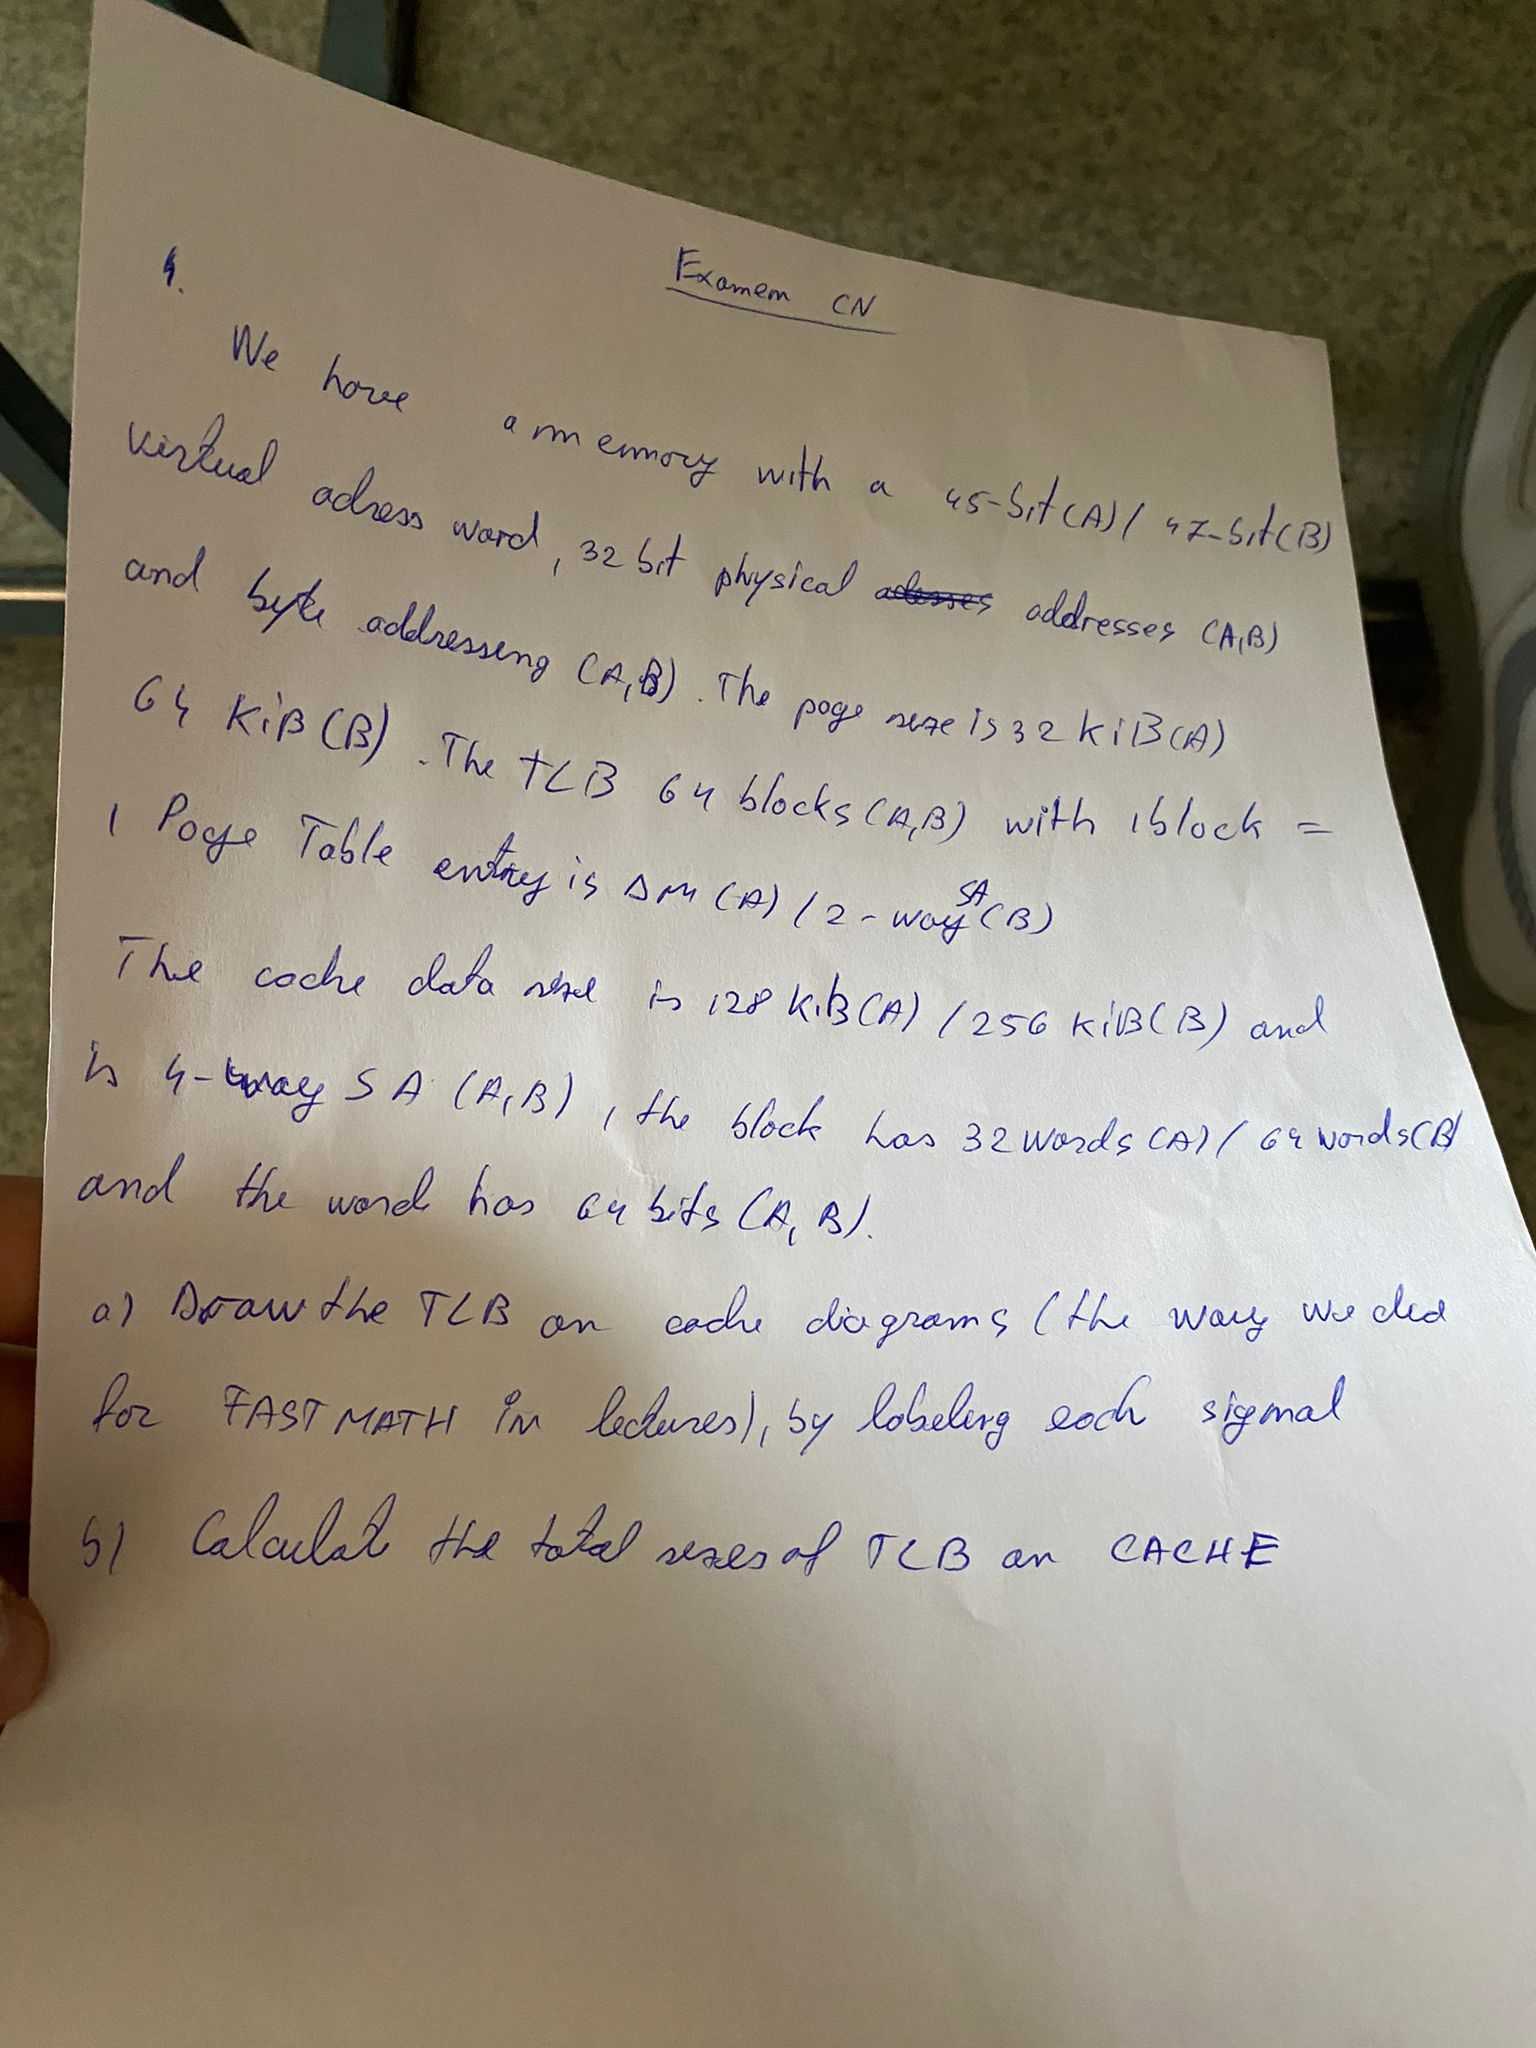 1.
Examen CN
We have a memory with a 45-bit(A)/ 47-bit(B)
virtual adress word, 32 bit physical addresses (A,B)
and byte addressing (A,B). The page size is 32 KiB(A)
64 KiB (B). The TLB 64 blocks (A,B) with 1 block =
1 Page Table entry is DM (A) / 2-way SA (B)
The cache data size is 128 KiB(A) / 256 KiB(B) and
is 4-way SA (A,B), the block has 32 words (A) / 64 words(B)
and the word has 64 bits (A, B).
a) Draw the TLB an cache diagrams (the way we did
for FASTMATH in lectures), by labeling each signal
b) Calculate the total sizes of TLB an CACHE